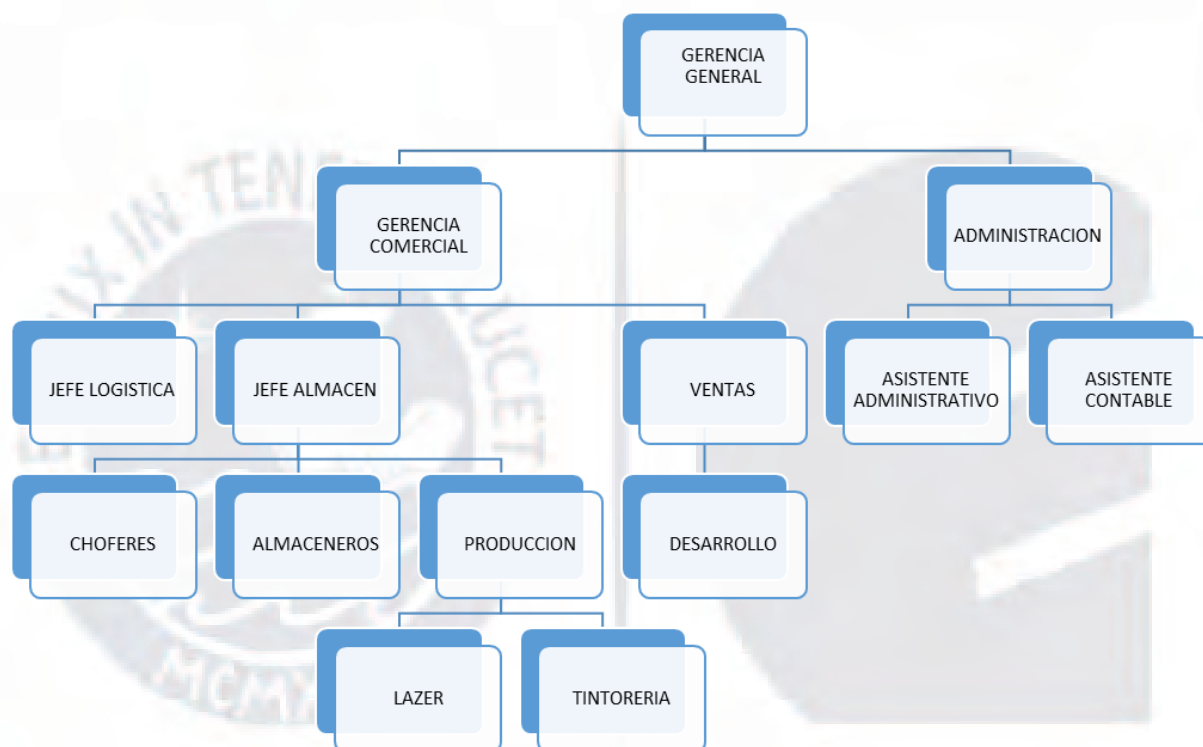 GERENCIA
GENERAL
GERENCIA
COMERCIAL
ADMINISTRACION
JEFE LOGISTICA
JEFE ALMACEN
VENTAS
ASISTENTE
ADMINISTRATIVO
ASISTENTE
CONTABLE
CHOFERES
ALMACENEROS
PRODUCCION
DESARROLLO
LAZER
TINTORERIA